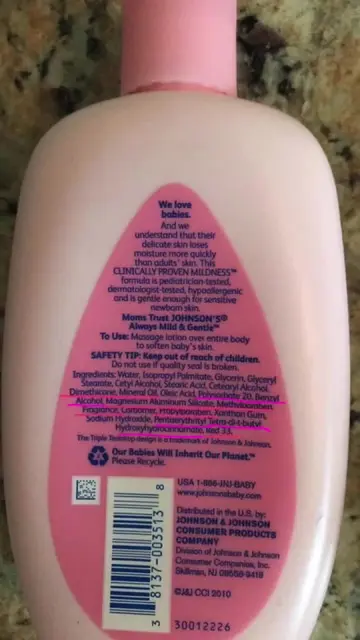 We love
babies.
And we
understand that their
delicate skin loses
moisture more quickly
than adults' skin. This
CLINICALLY PROVEN MILDNESS™
formula is pediatrician-tested,
dermatologist-tested, hypoallergenic
and is gentle enough for sensitive
newborn skin.
Moms Trust JOHNSON'S®
Always Mild & Gentle™
To Use: Massage lotion over entire body
to soften baby's skin.
SAFETY TIP: Keep out of reach of children.
Do not use if quality seal is broken.
Ingredients: Water, Isopropyl Palmitate, Glycerin, Glyceryl
Stearate, Cetyl Alcohol, Stearic Acid, Cetearyl Alcohol,
Dimethicone, Mineral Oil, Oleic Acid, Polysorbate 20, Benzyl
Alcohol, Magnesium Aluminum Silicate, Methylparaben,
Fragrance, Carbomer, Propylparaben, Xanthan Gum,
Sodium Hydroxide, Pentaerythrityl Tetra-di-t-butyl
Hydroxyhydrocinnamate, Red 33.
The Triple Teardrop design is a trademark of Johnson & Johnson.
Our Babies Will Inherit Our Planet.™
Please Recycle.
USA 1-866-JNJ-BABY
www.johnsonsbaby.com
Distributed in the U.S. by:
JOHNSON & JOHNSON
CONSUMER PRODUCTS
COMPANY
Division of Johnson & Johnson
Consumer Companies, Inc.
Skillman, NJ 08558-9418
©J&J CCI 2010
3 8137-003513 8
30012226